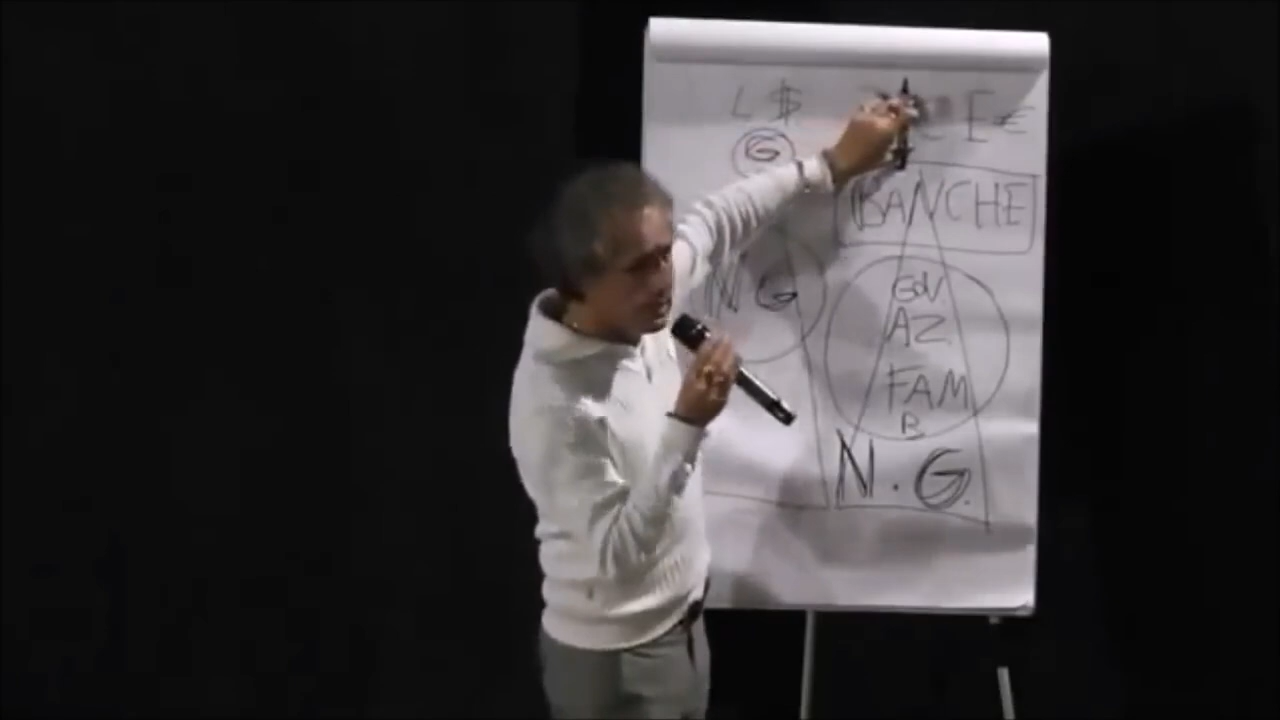 L $ E €
G
BANCHE
N G
GOV
AZ.
FAM
B
N. G.